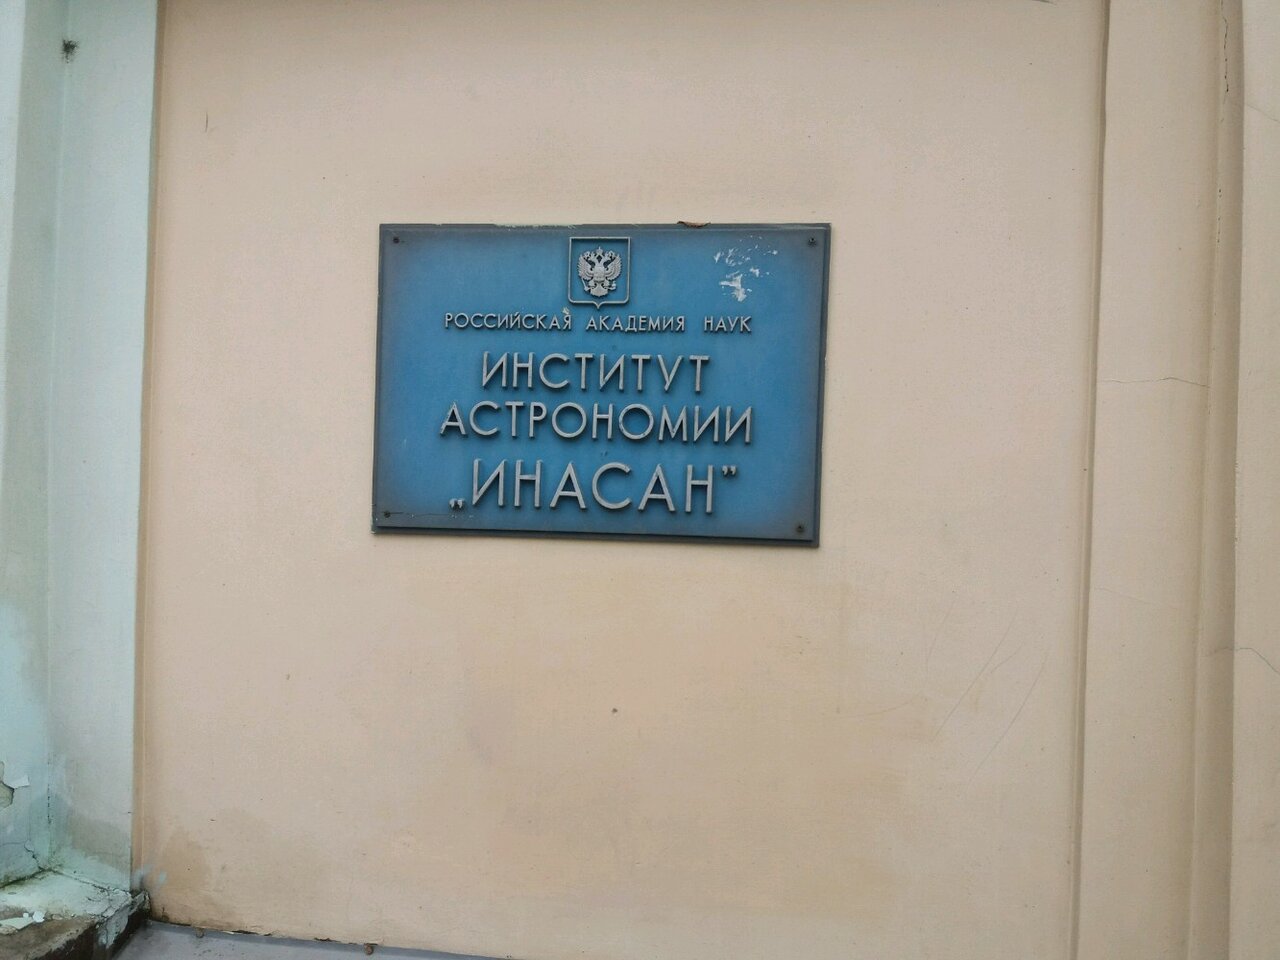 РОССИЙСКАЯ АКАДЕМИЯ НАУК
ИНСТИТУТ
АСТРОНОМИИ
„ИНАСАН”